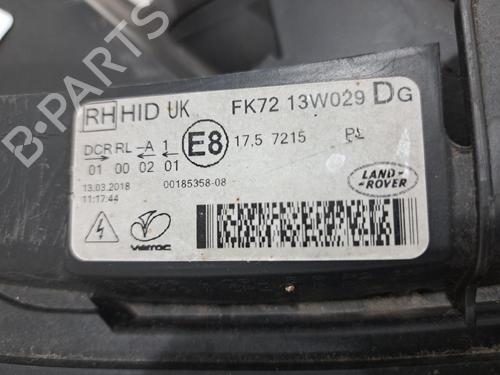 RH HID UK FK72 13W029 DG
DCR RL -A 1 E8 17.5 7215 PL
01 00 02 01
13.03.2018 00185358-08
11:17:44
LAND-
ROVER
VISTEOC
B-PARTS